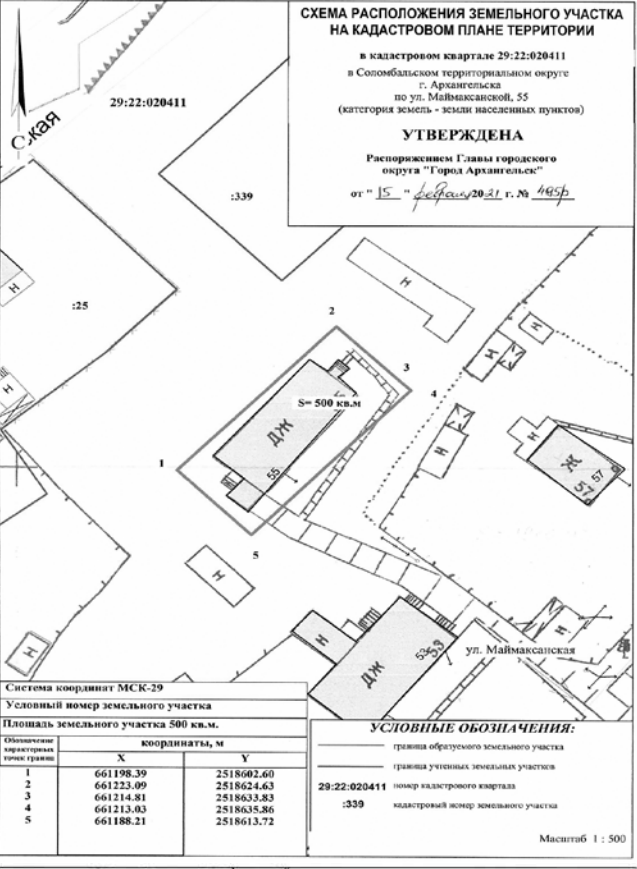 СХЕМА РАСПОЛОЖЕНИЯ ЗЕМЕЛЬНОГО УЧАСТКА
НА КАДАСТРОВОМ ПЛАНЕ ТЕРРИТОРИИ
в кадастровом квартале 29:22:020411
в Соломбальском территориальном округе
г. Архангельска
по ул. Маймаксанской, 55
(категория земель - земли населенных пунктов)
УТВЕРЖДЕНА
Распоряжением Главы городского
округа "Город Архангельск"
от " 15 " февраля 2021 г. № 495р
29:22:020411
ская
С
:339
:25
Н
Н
2
3
4
Н
Н
Н
S= 500 кв.м
ДЖ
55
Н
Н
Ж
57
57
1
5
Н
Н
Н
Н
53
53
ДЖ
ул. Маймаксанская
Система координат МСК-29
Условный номер земельного участка
Площадь земельного участка 500 кв.м.
Обозначение характерных точек границ
координаты, м
X Y
1 661198.39 2518602.60
2 661223.09 2518624.63
3 661214.81 2518633.83
4 661213.03 2518635.86
5 661188.21 2518613.72
УСЛОВНЫЕ ОБОЗНАЧЕНИЯ:
граница образуемого земельного участка
граница учтенных земельных участков
29:22:020411 номер кадастрового квартала
:339 кадастровый номер земельного участка
Масштаб 1 : 500